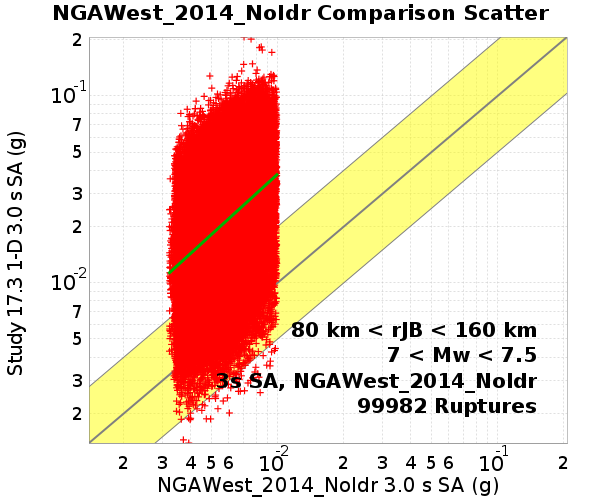 NGAWest_2014_NoIdr Comparison Scatter
2
10-1
7
5
3
2
10-2
7
5
3
2
Study 17.3 1-D 3.0 s SA (g)
80 km < rJB < 160 km
7 < Mw < 7.5
3s SA, NGAWest_2014_NoIdr
99982 Ruptures
2 3 4 5 6 10-2 2 3 4 5 6 10-1 2
NGAWest_2014_NoIdr 3.0 s SA (g)